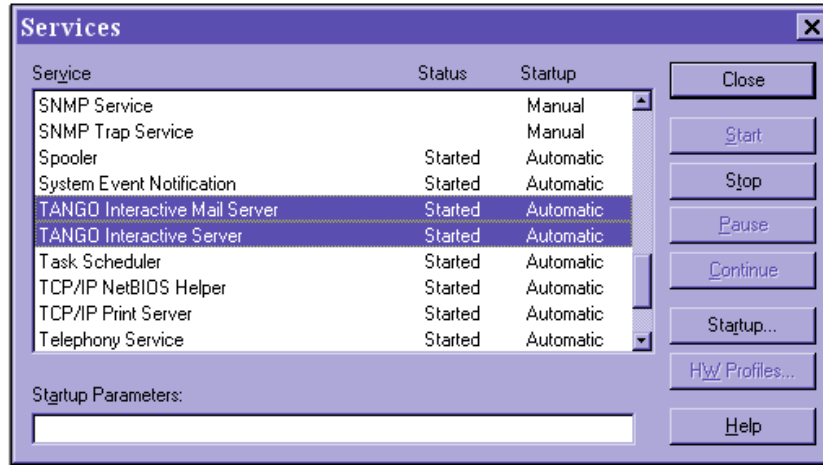 Services
Service Status Startup
SNMP Service Manual
SNMP Trap Service Manual
Spooler Started Automatic
System Event Notification Started Automatic
TANGO Interactive Mail Server Started Automatic
TANGO Interactive Server Started Automatic
Task Scheduler Started Automatic
TCP/IP NetBIOS Helper Started Automatic
TCP/IP Print Server Started Automatic
Telephony Service Started Automatic
Startup Parameters:
Close
Start
Stop
Pause
Continue
Startup...
HW Profiles...
Help